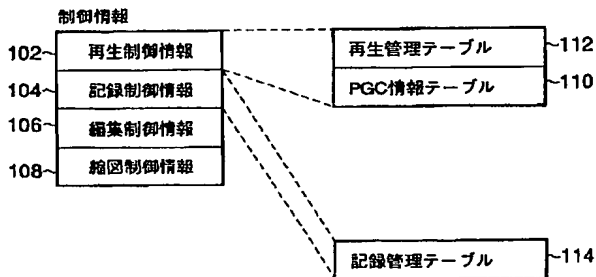 制御情報
102 再生制御情報
104 記録制御情報
106 編集制御情報
108 縮図制御情報
再生管理テーブル 112
PGC情報テーブル 110
記録管理テーブル 114